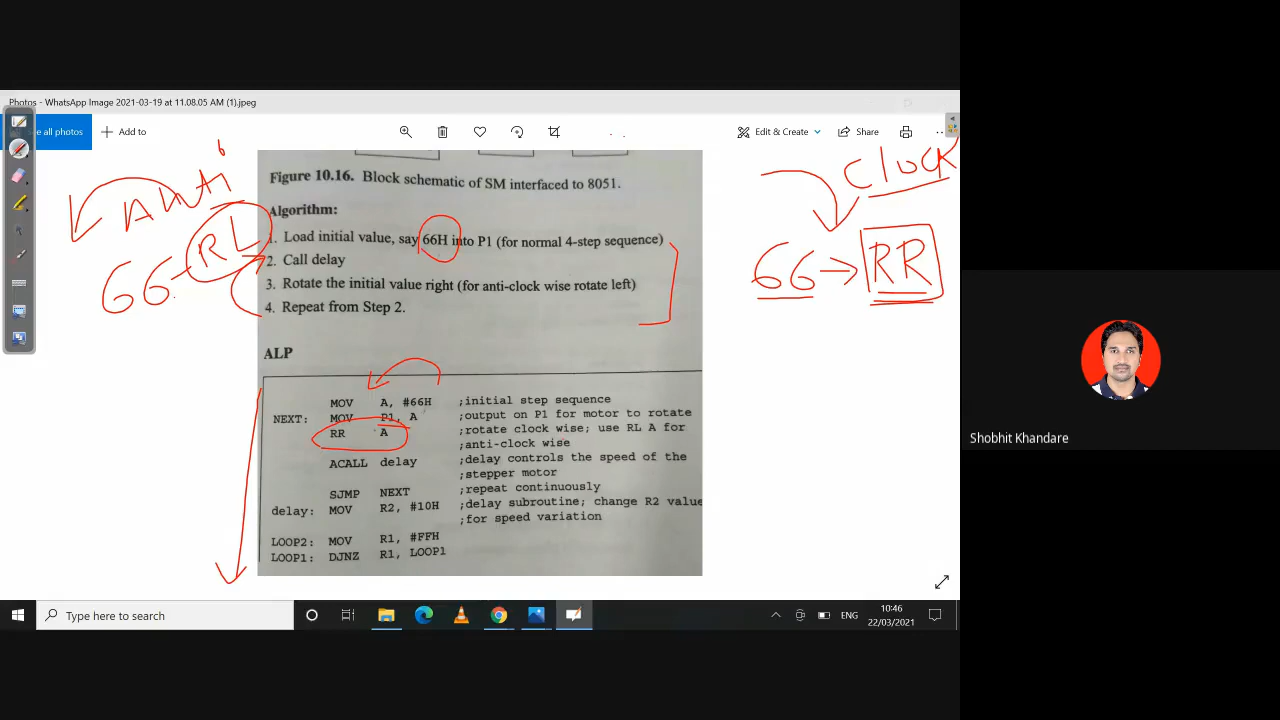 Photos - WhatsApp Image 2021-03-19 at 11.08.05 AM (1).jpeg
all photos
Add to
Edit & Create
Share
Anti
Clock
66-RL
66→RR
Figure 10.16. Block schematic of SM interfaced to 8051.
Algorithm:
1. Load initial value, say 66H into P1 (for normal 4-step sequence)
2. Call delay
3. Rotate the initial value right (for anti-clock wise rotate left)
4. Repeat from Step 2.
ALP
MOV A, #66H ;initial step sequence
NEXT: MOV P1, A ;output on P1 for motor to rotate
RR A ;rotate clock wise; use RL A for
;anti-clock wise
ACALL delay ;delay controls the speed of the
;stepper motor
SJMP NEXT ;repeat continuously
delay: MOV R2, #10H ;delay subroutine; change R2 value
;for speed variation
LOOP2: MOV R1, #FFH
LOOP1: DJNZ R1, LOOP1
Shobhit Khandare
Type here to search
ENG
10:46
22/03/2021